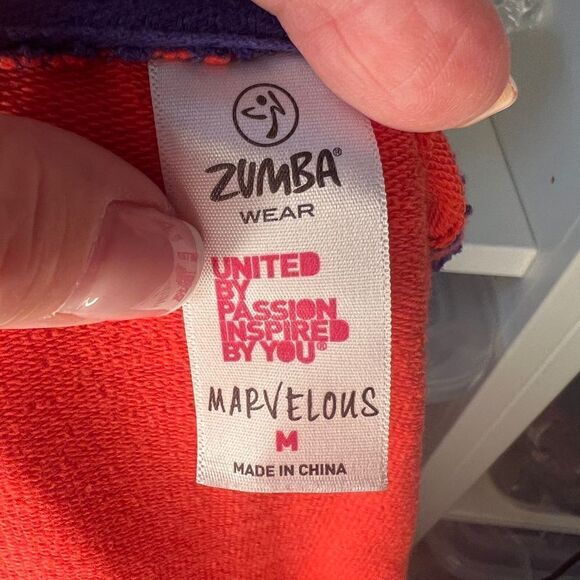 ZUMBA®
WEAR
UNITED
BY
PASSION
INSPIRED
BY YOU®
MARVELOUS
M
MADE IN CHINA